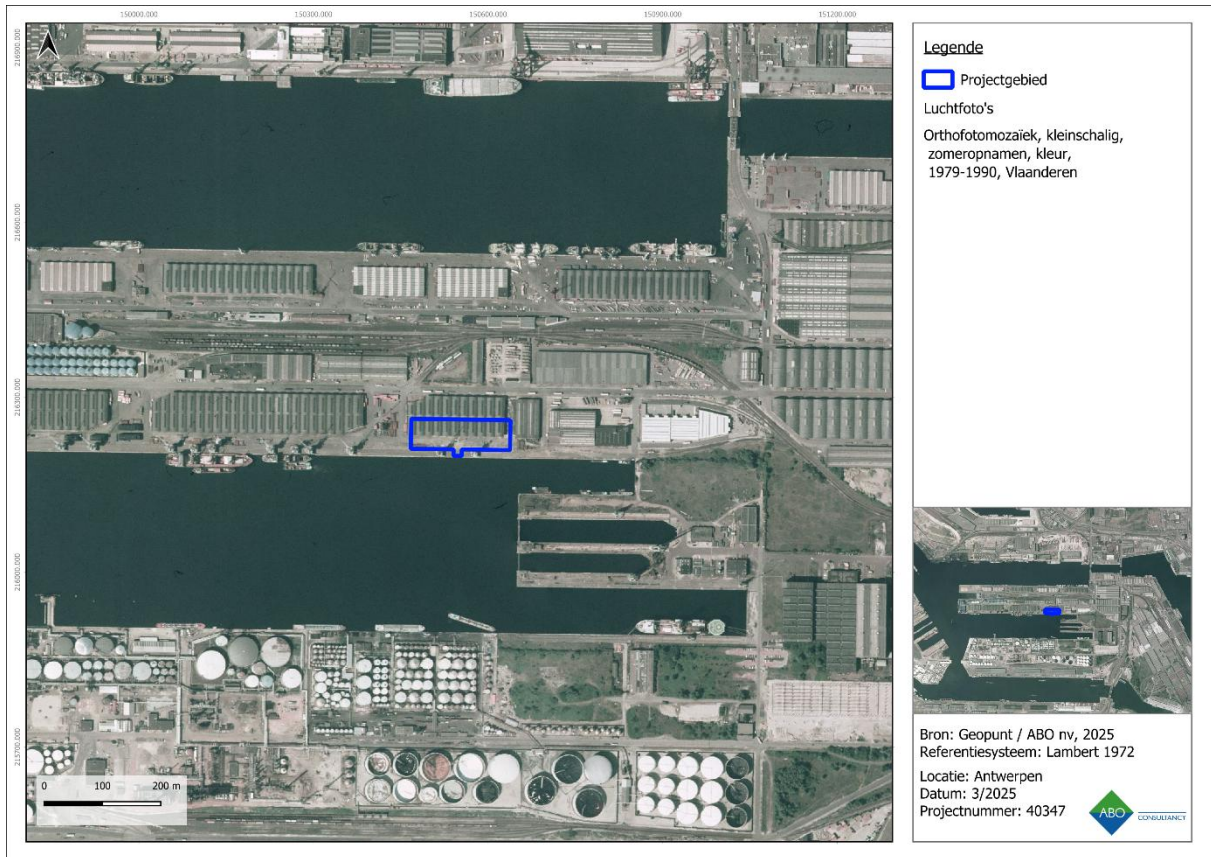 150000.000
150300.000
150600.000
150900.000
151200.000
216900.000
216600.000
216300.000
216000.000
215700.000
0 100 200 m
Legende
Projectgebied
Luchtfoto's
Orthofotomozaïek, kleinschalig,
zomeropnamen, kleur,
1979-1990, Vlaanderen
Bron: Geopunt / ABO nv, 2025
Referentiesysteem: Lambert 1972
Locatie: Antwerpen
Datum: 3/2025
Projectnummer: 40347
ABO CONSULTANCY